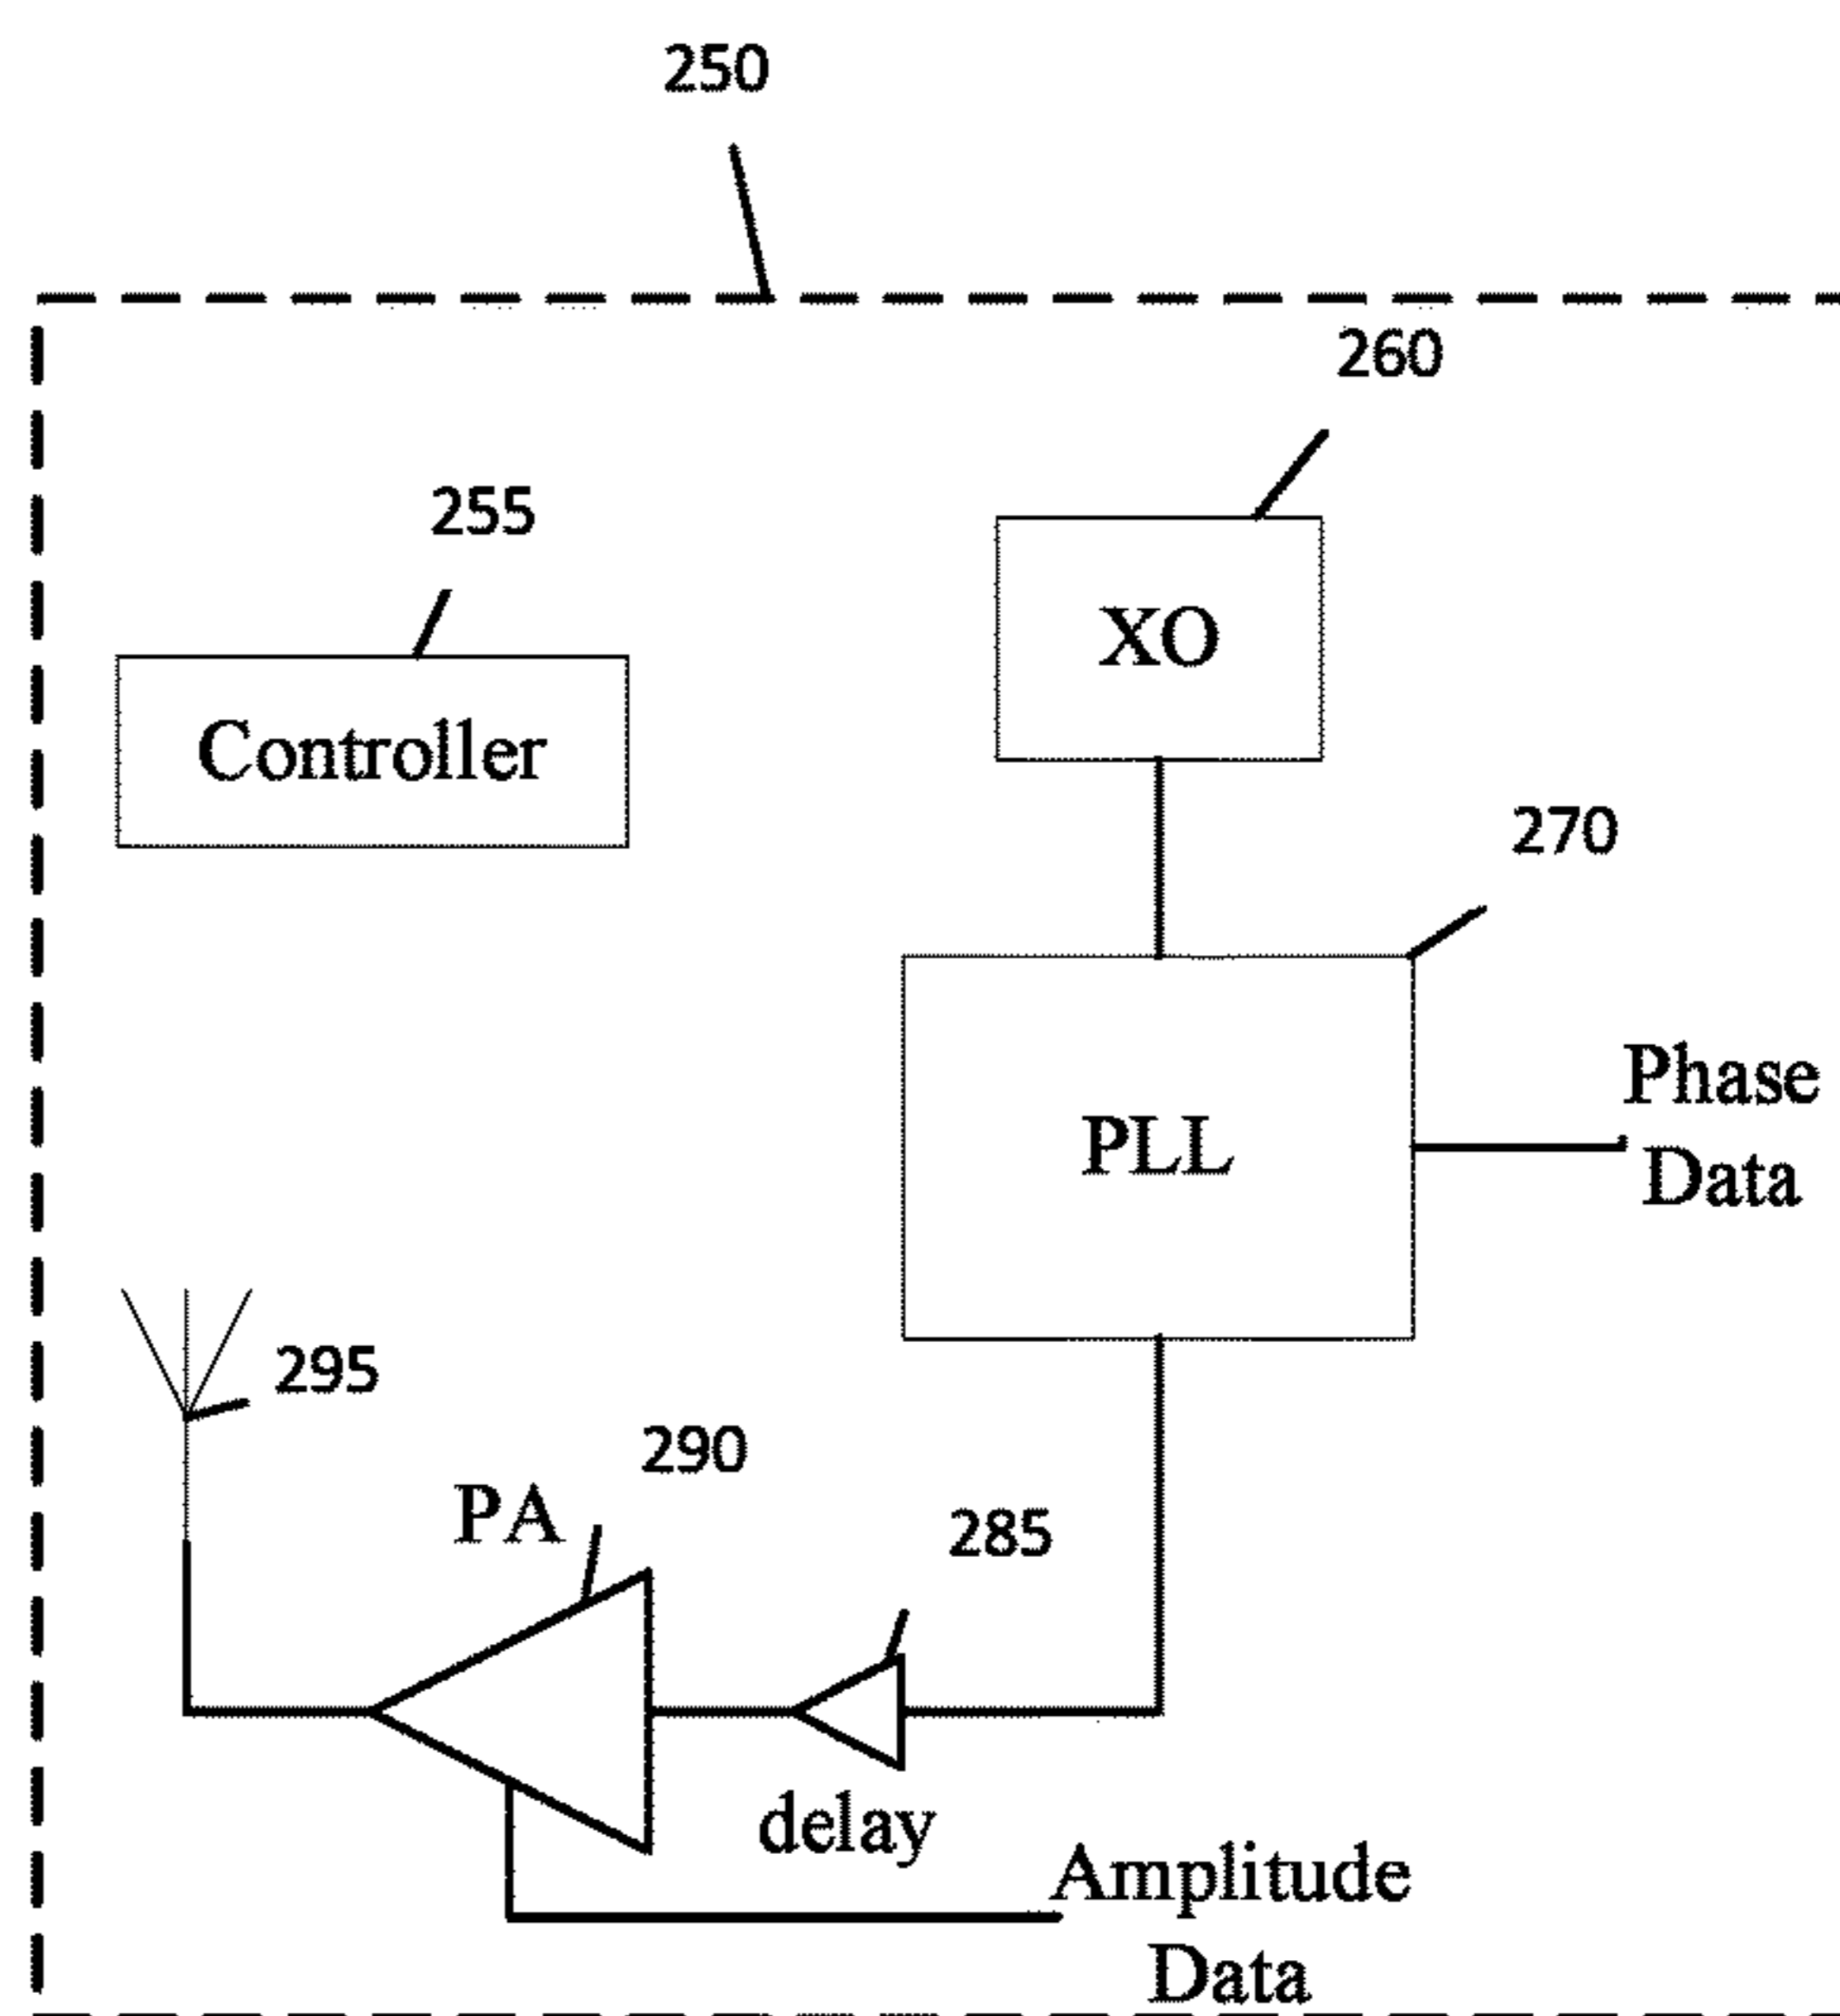 250
260
255
XO
Controller
270
Phase
PLL
Data
295
290
PA
285
delay
Amplitude
Data